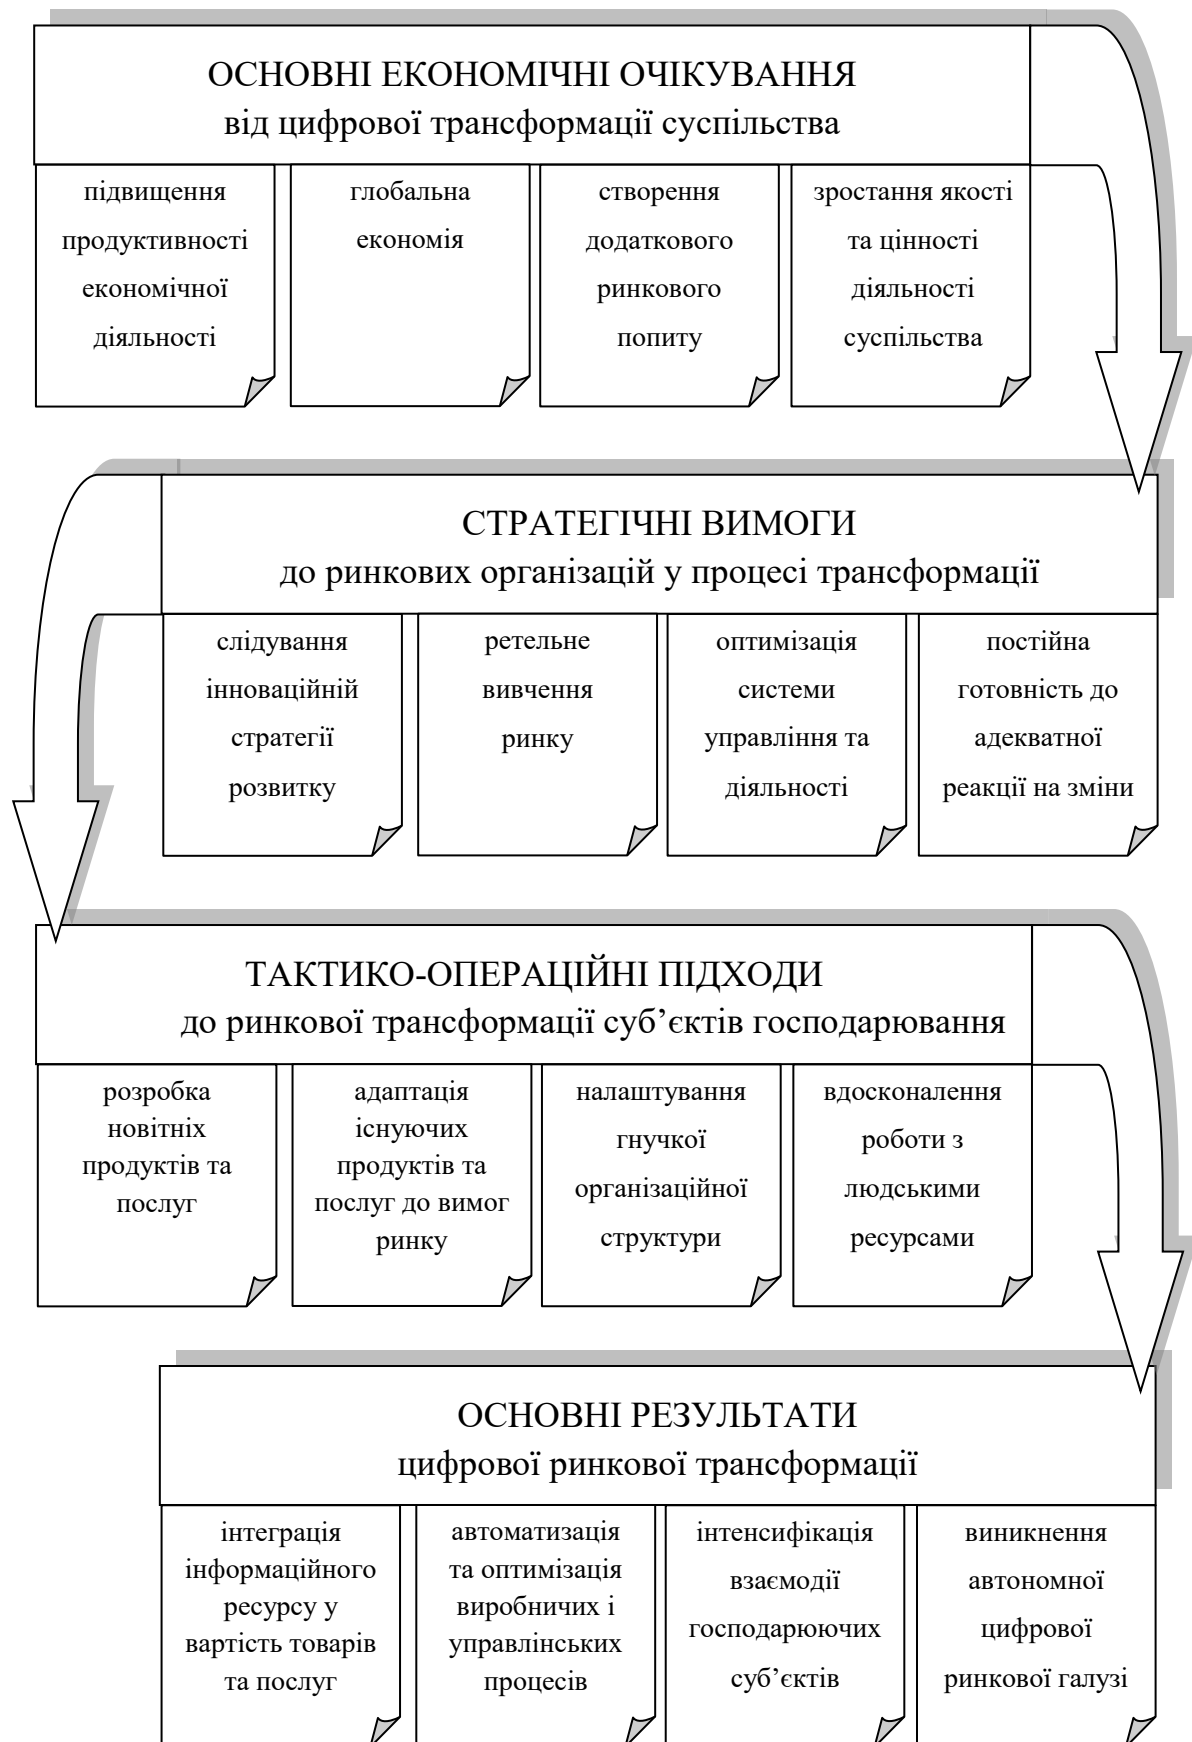 ОСНОВНІ ЕКОНОМІЧНІ ОЧІКУВАННЯ
від цифрової трансформації суспільства
підвищення
продуктивності
економічної
діяльності
глобальна
економія
створення
додаткового
ринкового
попиту
зростання якості
та цінності
діяльності
суспільства
СТРАТЕГІЧНІ ВИМОГИ
до ринкових організацій у процесі трансформації
слідування
інноваційній
стратегії
розвитку
ретельне
вивчення
ринку
оптимізація
системи
управління та
діяльності
постійна
готовність до
адекватної
реакції на зміни
ТАКТИКО-ОПЕРАЦІЙНІ ПІДХОДИ
до ринкової трансформації суб’єктів господарювання
розробка
новітніх
продуктів та
послуг
адаптація
існуючих
продуктів та
послуг до вимог
ринку
налаштування
гнучкої
організаційної
структури
вдосконалення
роботи з
людськими
ресурсами
ОСНОВНІ РЕЗУЛЬТАТИ
цифрової ринкової трансформації
інтеграція
інформаційного
ресурсу у
вартість товарів
та послуг
автоматизація
та оптимізація
виробничих і
управлінських
процесів
інтенсифікація
взаємодії
господарюючих
суб’єктів
виникнення
автономної
цифрової
ринкової галузі